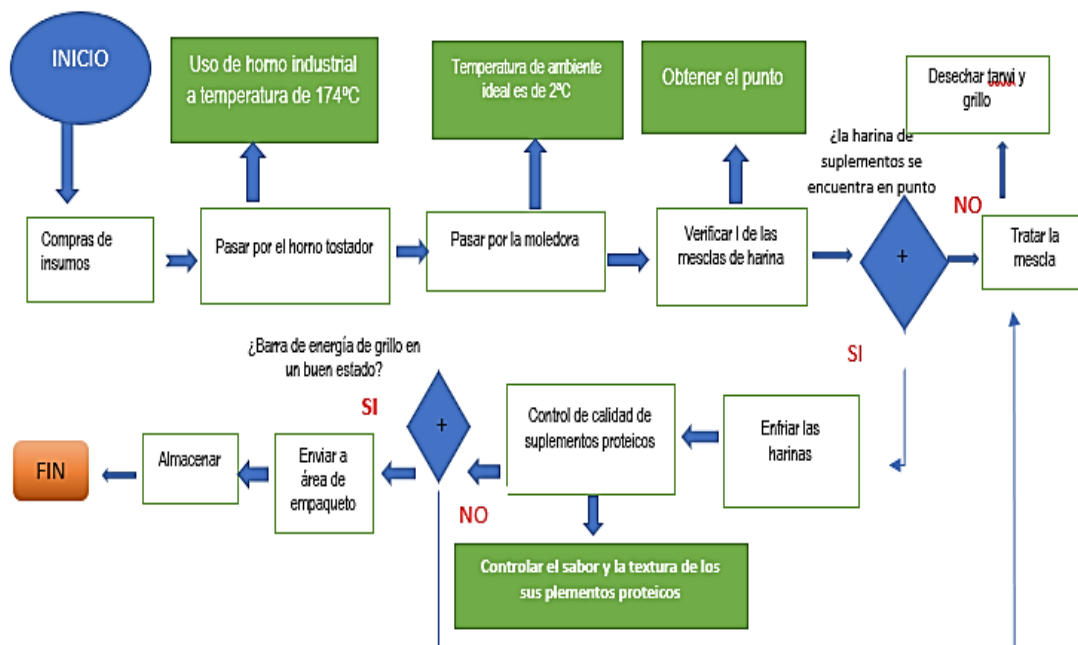 INICIO
Uso de horno industrial
a temperatura de 174ºC
Temperatura de ambiente
ideal es de 2ºC
Obtener el punto
Desechar tarwi y
grillo
¿la harina de
suplementos se
encuentra en punto
NO
Compras de
insumos
Pasar por el horno tostador
Pasar por la moledora
Verificar l de las
mesclas de harina
+
Tratar la
mescla
SI
¿Barra de energía de grillo en
un buen estado?
SI
+
Control de calidad de
suplementos proteicos
Enfriar las
harinas
FIN
Almacenar
Enviar a
área de
empaqueto
NO
Controlar el sabor y la textura de los
sus plementos proteicos